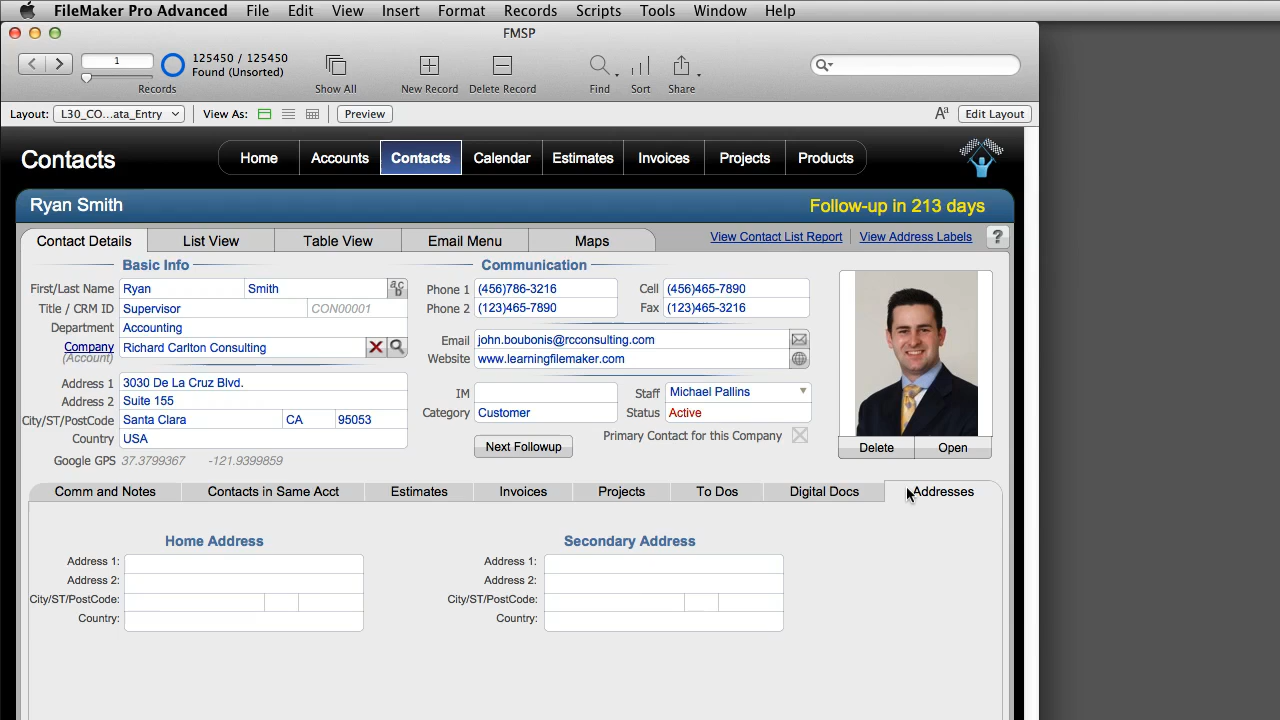 FileMaker Pro Advanced File Edit View Insert Format Records Scripts Tools Window Help
FMSP
1 125450 / 125450
Found (Unsorted)
Records Show All New Record Delete Record Find Sort Share
Layout: L30_CO...ata_Entry View As: Preview Aa Edit Layout
Contacts Home Accounts Contacts Calendar Estimates Invoices Projects Products
Ryan Smith Follow-up in 213 days
Contact Details List View Table View Email Menu Maps View Contact List Report View Address Labels ?
Basic Info Communication
First/Last Name Ryan Smith Phone 1 (456)786-3216 Cell (456)465-7890
Title / CRM ID Supervisor CON00001 Phone 2 (123)465-7890 Fax (123)465-3216
Department Accounting
Company Richard Carlton Consulting Email john.boubonis@rcconsulting.com
(Account) Website www.learningfilemaker.com
Address 1 3030 De La Cruz Blvd. IM Staff Michael Pallins
Address 2 Suite 155
City/ST/PostCode Santa Clara CA 95053 Category Customer Status Active
Country USA Primary Contact for this Company
Google GPS 37.3799367 -121.9399859 Next Followup Delete Open
Comm and Notes Contacts in Same Acct Estimates Invoices Projects To Dos Digital Docs Addresses
Home Address Secondary Address
Address 1: Address 1:
Address 2: Address 2:
City/ST/PostCode: City/ST/PostCode:
Country: Country: